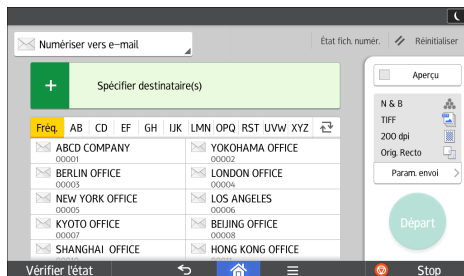 Numériser vers e-mail
État fich. numér.
Réinitialiser
+ Spécifier destinataire(s)
Aperçu
Fréq. AB CD EF GH IJK LMN OPQ RST UVW XYZ
ABCD COMPANY
00001
YOKOHAMA OFFICE
00002
BERLIN OFFICE
00003
LONDON OFFICE
00004
NEW YORK OFFICE
00005
LOS ANGELES
00006
KYOTO OFFICE
00007
BEIJING OFFICE
00008
SHANGHAI OFFICE
HONG KONG OFFICE
N & B
TIFF
200 dpi
Orig. Recto
Param. envoi
Départ
Vérifier l'état
Stop